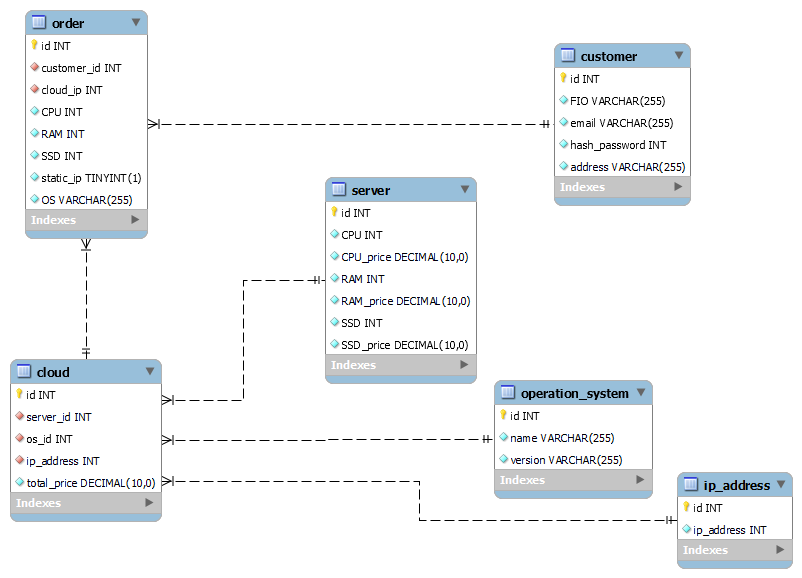 order
id INT
customer_id INT
cloud_ip INT
CPU INT
RAM INT
SSD INT
static_ip TINYINT(1)
OS VARCHAR(255)
Indexes
customer
id INT
FIO VARCHAR(255)
email VARCHAR(255)
hash_password INT
address VARCHAR(255)
Indexes
server
id INT
CPU INT
CPU_price DECIMAL(10,0)
RAM INT
RAM_price DECIMAL(10,0)
SSD INT
SSD_price DECIMAL(10,0)
Indexes
cloud
id INT
server_id INT
os_id INT
ip_address INT
total_price DECIMAL(10,0)
Indexes
operation_system
id INT
name VARCHAR(255)
version VARCHAR(255)
Indexes
ip_address
id INT
ip_address INT
Indexes